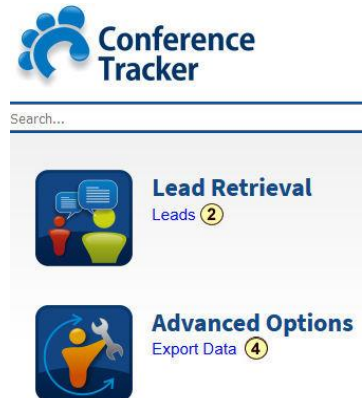 Conference
Tracker
Search...
Lead Retrieval
Leads 2
Advanced Options
Export Data 4